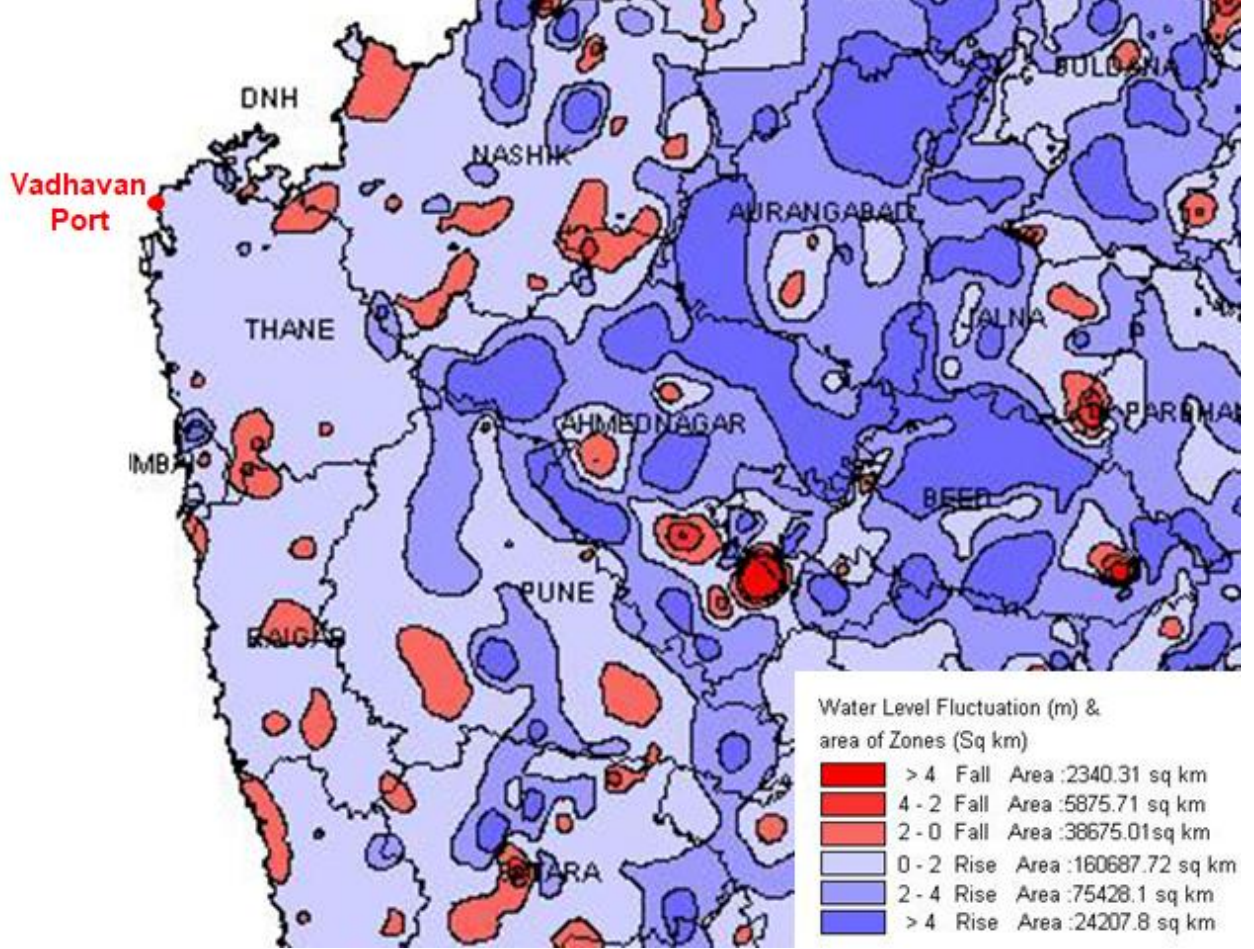 BULDANA
DNH
NASHIK
Vadhavan
Port
AURANGABAD
THANE
JALNA
AHMEDNAGAR
PARBHAN
MBAI
BEED
PUNE
RAIGAR
Water Level Fluctuation (m) &
area of Zones (Sq km)
> 4 Fall Area :2340.31 sq km
4 - 2 Fall Area :5875.71 sq km
2 - 0 Fall Area :38675.01sq km
0 - 2 Rise Area :160687.72 sq km
2 - 4 Rise Area :75428.1 sq km
> 4 Rise Area :24207.8 sq km